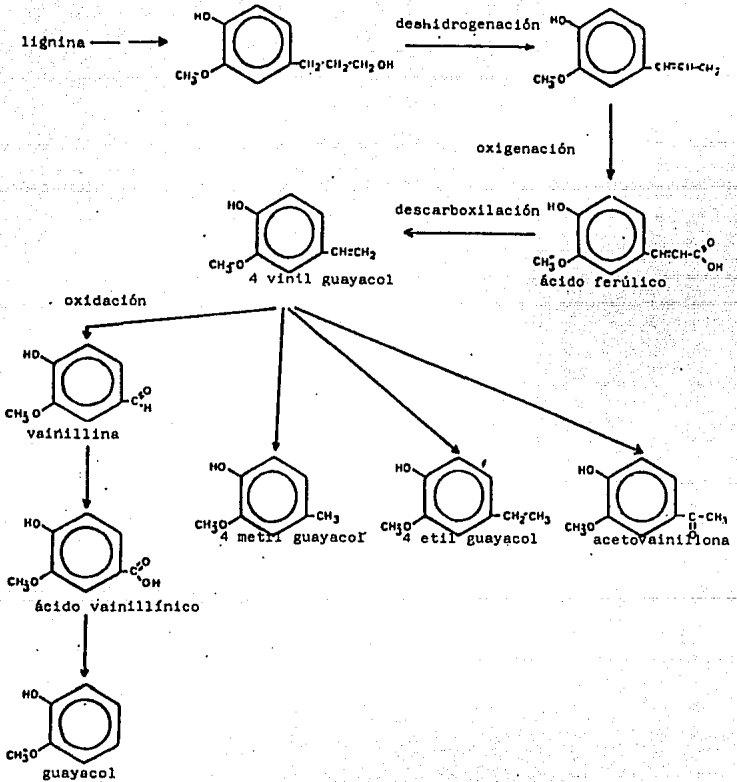 HO HO
lignina
deshidrogenación
CH₃O CH₂-CH₂-CH₂OH
CH₃O CH=CH-CH₂
oxigenación
HO descarboxilación HO
CH₃O CH=CH₂
CH₃O CH=CH-C O OH
4 vinil guayacol
ácido ferúlico
oxidación
HO
CH₃O C O H
vainillina
HO HO HO
CH₃O CH₃
CH₃O CH₂-CH₃
CH₃O C-CH₃ O
4 metil guayacol 4 etil guayacol acetovainillona
HO
CH₃O C O OH
ácido vainillínico
HO
CH₃O
guayacol